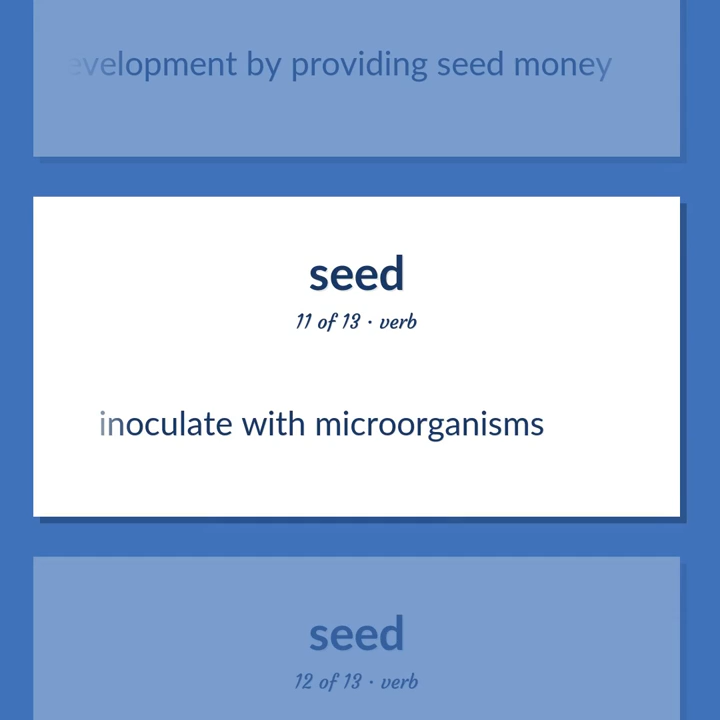 evelopment by providing seed money
seed
11 of 13 · verb
inoculate with microorganisms
seed
12 of 13 · verb